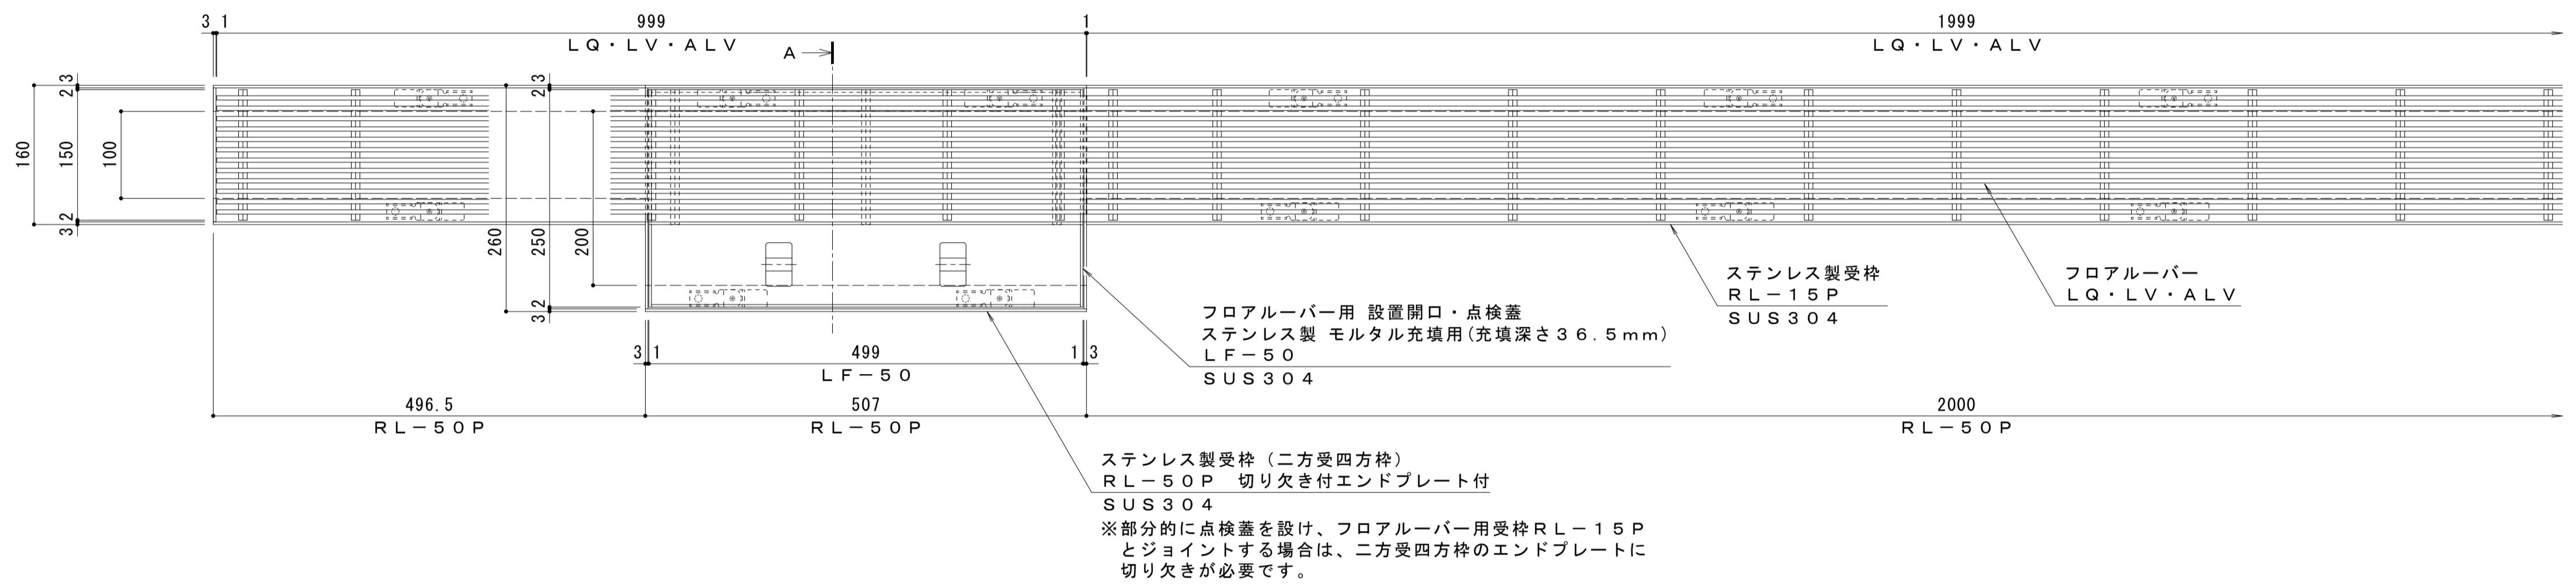 3 1
999
1
1999
LQ・LV・ALV
A
LQ・LV・ALV
3
2
160
150
100
2
3
3
2
260
250
200
2
3
ステンレス製受枠
RL－15P
SUS304
フロアルーバー
LQ・LV・ALV
フロアルーバー用 設置開口・点検蓋
ステンレス製 モルタル充填用(充填深さ36.5mm)
LF－50
SUS304
3 1
499
1 3
LF－50
496.5
507
2000
RL－50P
RL－50P
RL－50P
ステンレス製受枠（二方受四方枠）
RL－50P 切り欠き付エンドプレート付
SUS304
※部分的に点検蓋を設け、フロアルーバー用受枠RL－15P
とジョイントする場合は、二方受四方枠のエンドプレートに
切り欠きが必要です。